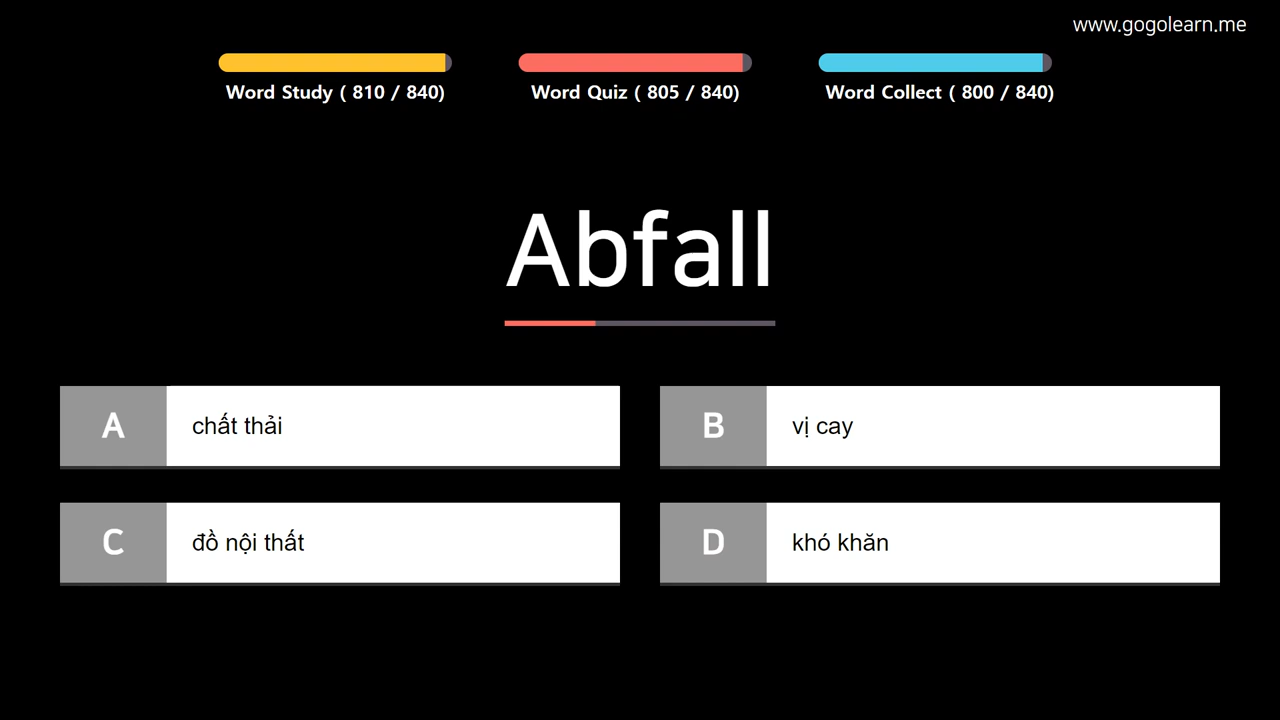 www.gogolearn.me
Word Study ( 810 / 840)
Word Quiz ( 805 / 840)
Word Collect ( 800 / 840)
Abfall
A chất thải
B vị cay
C đồ nội thất
D khó khăn